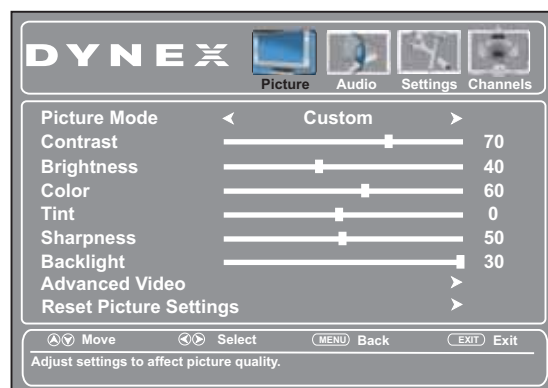 DYNEX
Picture Audio Settings Channels
Picture Mode Custom
Contrast 70
Brightness 40
Color 60
Tint 0
Sharpness 50
Backlight 30
Advanced Video
Reset Picture Settings
Move Select MENU Back EXIT Exit
Adjust settings to affect picture quality.